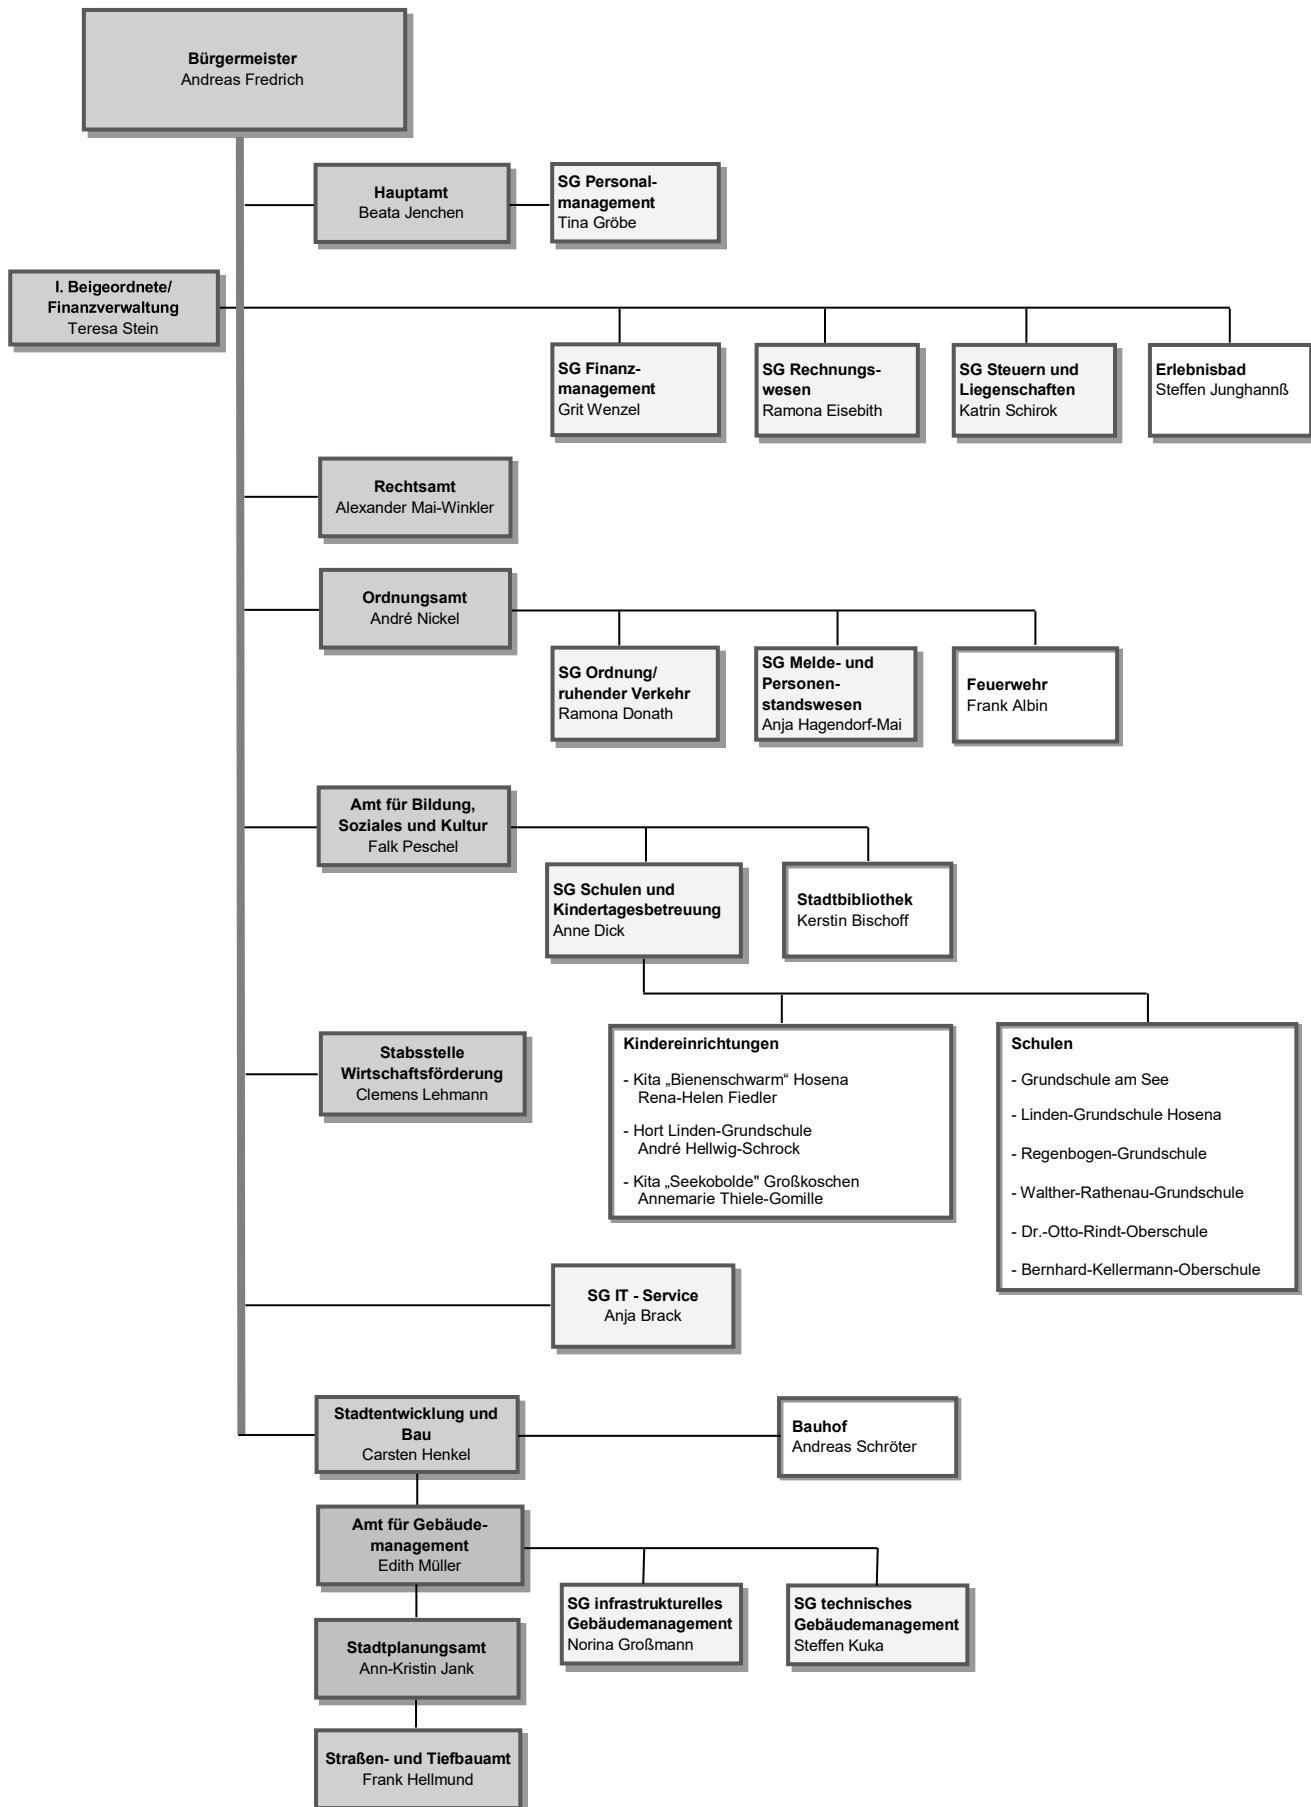 Bürgermeister
Andreas Fredrich
Hauptamt
Beata Jenchen
SG Personal-
management
Tina Gröbe
I. Beigeordnete/
Finanzverwaltung
Teresa Stein
SG Finanz-
management
Grit Wenzel
SG Rechnungs-
wesen
Ramona Eisebith
SG Steuern und
Liegenschaften
Katrin Schirok
Erlebnisbad
Steffen Junghannß
Rechtsamt
Alexander Mai-Winkler
Ordnungsamt
André Nickel
SG Ordnung/
ruhender Verkehr
Ramona Donath
SG Melde- und
Personen-
standswesen
Anja Hagendorf-Mai
Feuerwehr
Frank Albin
Amt für Bildung,
Soziales und Kultur
Falk Peschel
SG Schulen und
Kindertagesbetreuung
Anne Dick
Stadtbibliothek
Kerstin Bischoff
Kindereinrichtungen
- Kita „Bienenschwarm“ Hosena
Rena-Helen Fiedler
- Hort Linden-Grundschule
André Hellwig-Schrock
- Kita „Seekobolde" Großkoschen
Annemarie Thiele-Gomille
Schulen
- Grundschule am See
- Linden-Grundschule Hosena
- Regenbogen-Grundschule
- Walther-Rathenau-Grundschule
- Dr.-Otto-Rindt-Oberschule
- Bernhard-Kellermann-Oberschule
Stabsstelle
Wirtschaftsförderung
Clemens Lehmann
SG IT - Service
Anja Brack
Stadtentwicklung und
Bau
Carsten Henkel
Bauhof
Andreas Schröter
Amt für Gebäude-
management
Edith Müller
SG infrastrukturelles
Gebäudemanagement
Norina Großmann
SG technisches
Gebäudemanagement
Steffen Kuka
Stadtplanungsamt
Ann-Kristin Jank
Straßen- und Tiefbauamt
Frank Hellmund